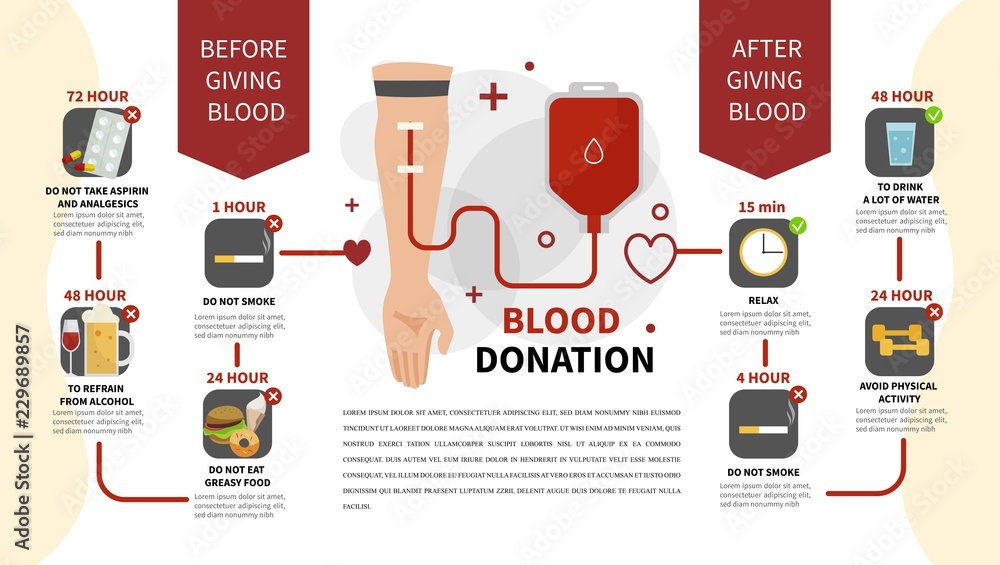 BEFORE
GIVING
BLOOD
72 HOUR
DO NOT TAKE ASPIRIN
AND ANALGESICS
Lorem ipsum dolor sit amet,
consectetuer adipiscing elit,
sed diam nonummy nibh
48 HOUR
TO REFRAIN
FROM ALCOHOL
Lorem ipsum dolor sit amet,
consectetuer adipiscing elit,
sed diam nonummy nibh
24 HOUR
DO NOT EAT
GREASY FOOD
Lorem ipsum dolor sit amet,
consectetuer adipiscing elit,
sed diam nonummy nibh
1 HOUR
DO NOT SMOKE
Lorem ipsum dolor sit amet,
consectetuer adipiscing elit,
sed diam nonummy nibh
BLOOD
DONATION
LOREM IPSUM DOLOR SIT AMET, CONSECTETUER ADIPISCING ELIT, SED DIAM NONUMMY NIBH EUISMOD TINCIDUNT
UT LAOREET DOLORE MAGNA ALIQUAM ERAT VOLUTPAT. UT WISI ENIM AD MINIM VENIAM, QUIS
NOSTRUD EXERCI TATION ULLAMCORPER SUSCIPIT LOBORTIS NISL UT ALIQUIP EX EA COMMODO
CONSEQUAT. DUIS AUTEM VEL EUM IRIURE DOLOR IN HENDRERIT IN VULPUTATE VELIT ESSE MOLESTIE
CONSEQUAT, VEL ILLUM DOLORE EU FEUGIAT NULLA FACILISIS AT VERO EROS ET ACCUMSAN ET IUSTO ODIO
DIGNISSIM QUI BLANDIT PRAESENT LUPTATUM ZZRIL DELENIT AUGUE DUIS DOLORE TE FEUGAIT NULLA
FACILISI.
AFTER
GIVING
BLOOD
15 min
RELAX
Lorem ipsum dolor sit amet,
consectetuer adipiscing elit,
sed diam nonummy nibh
4 HOUR
DO NOT SMOKE
Lorem ipsum dolor sit amet,
consectetuer adipiscing elit,
sed diam nonummy nibh
24 HOUR
AVOID PHYSICAL
ACTIVITY
Lorem ipsum dolor sit amet,
consectetuer adipiscing elit,
sed diam nonummy nibh
48 HOUR
TO DRINK
A LOT OF WATER
Lorem ipsum dolor sit amet,
consectetuer adipiscing elit,
sed diam nonummy nibh
Adobe Stock | #229689857